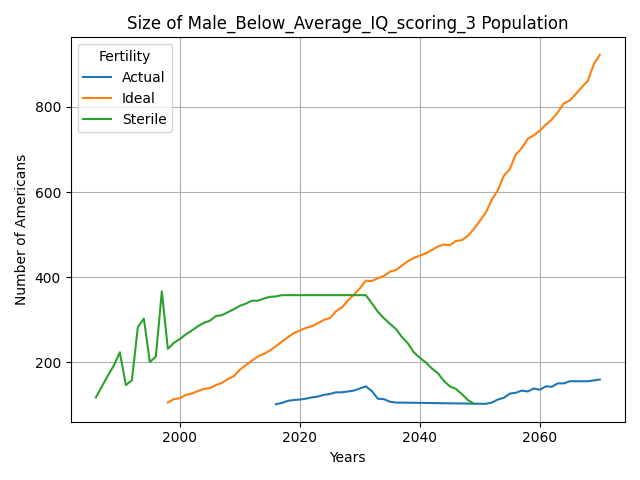 Size of Male_Below_Average_IQ_scoring_3 Population
Fertility
Actual
Ideal
Sterile
Number of Americans
800
600
400
200
2000
2020
2040
2060
Years